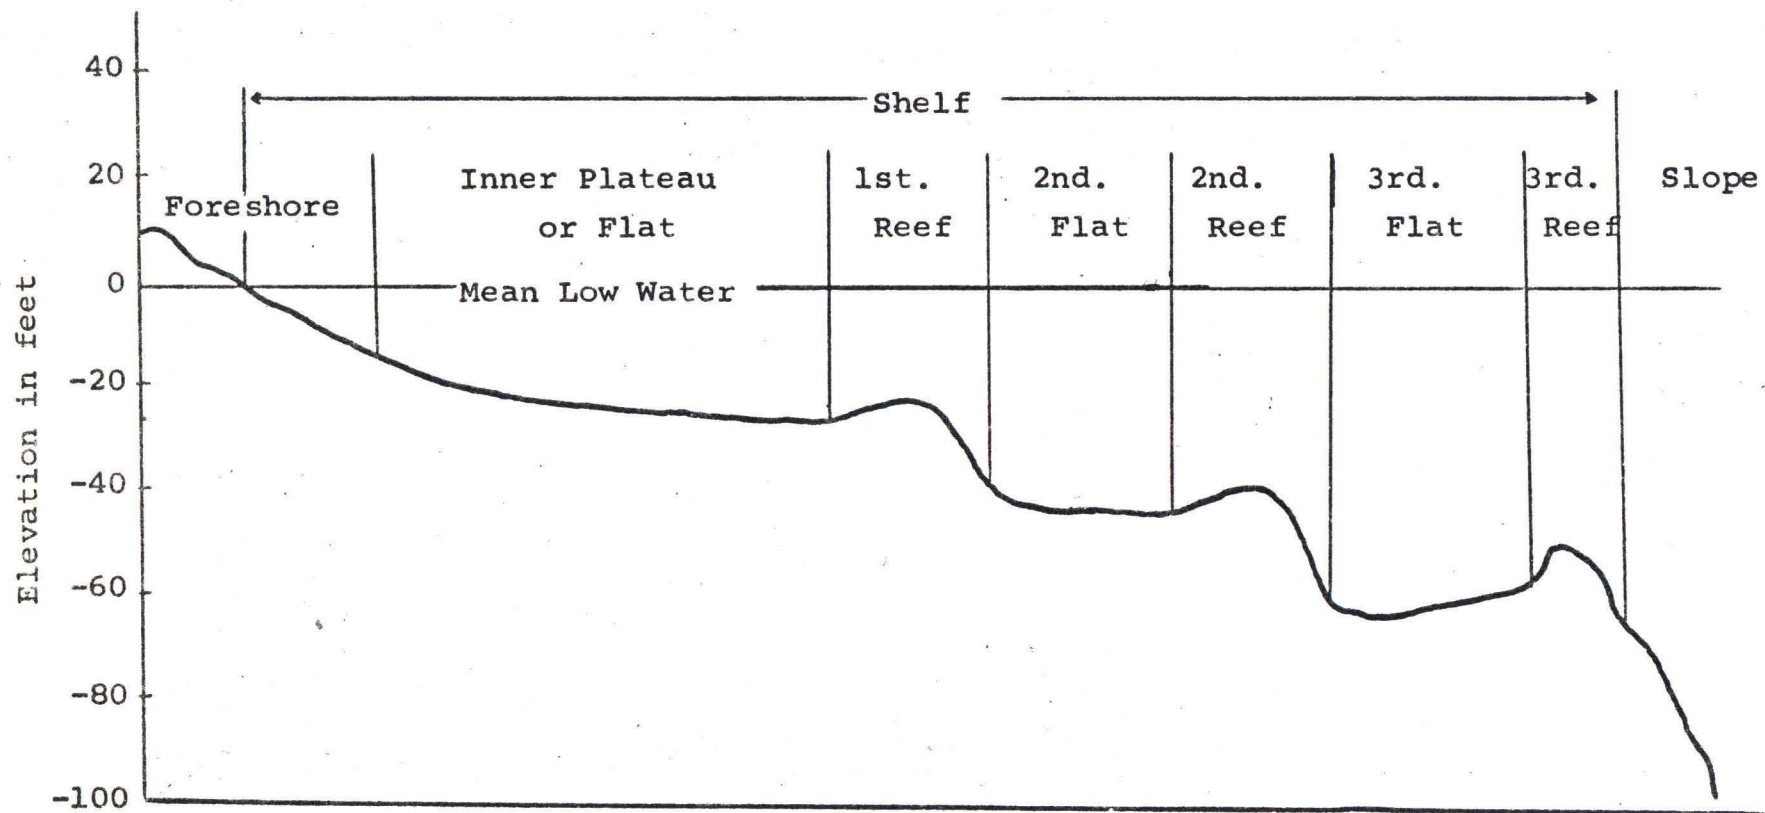 Elevation in feet
40
20
0
-20
-40
-60
-80
-100
Shelf
Foreshore
Inner Plateau
or Flat
1st.
Reef
2nd.
Flat
2nd.
Reef
3rd.
Flat
3rd.
Reef
Slope
Mean Low Water